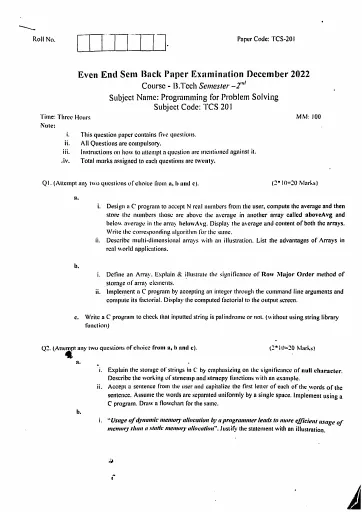 Roll No.
Paper Code: TCS-201
Even End Sem Back Paper Examination December 2022
Course - B.Tech Semester –2nd
Subject Name: Programming for Problem Solving
Subject Code: TCS 201
Time: Three Hours
MM: 100
Note:
i. This question paper contains five questions.
ii. All Questions are compulsory.
iii. Instructions on how to attempt a question are mentioned against it.
.iv. Total marks assigned to each questions are twenty.
Q1. (Attempt any two questions of choice from a, b and c).
(2*10=20 Marks)
a.
i. Design a C program to accept N real numbers from the user, compute the average and then
store the numbers those are above the average in another array called aboveAvg and
below average in the array belowAvg. Display the average and content of both the arrays.
Write the corresponding algorithm for the same.
ii. Describe multi-dimensional arrays with an illustration. List the advantages of Arrays in
real world applications.
b.
i. Define an Array. Explain & illustrate the significance of Row Major Order method of
storage of array elements.
ii. Implement a C program by accepting an integer through the command line arguments and
compute its factorial. Display the computed factorial to the output screen.
c. Write a C program to check that inputted string is palindrome or not. (without using string library
function)
Q2. (Attempt any two questions of choice from a, b and c).
(2*10=20 Marks)
a.
i. Explain the storage of strings in C by emphasizing on the significance of null character.
Describe the working of strncmp and strncpy functions with an example.
ii. Accept a sentence from the user and capitalize the first letter of each of the words of the
sentence. Assume the words are separated uniformly by a single space. Implement using a
C program. Draw a flowchart for the same.
b.
i. "Usage of dynamic memory allocation by a programmer leads to more efficient usage of
memory than a static memory allocation". Justify the statement with an illustration.